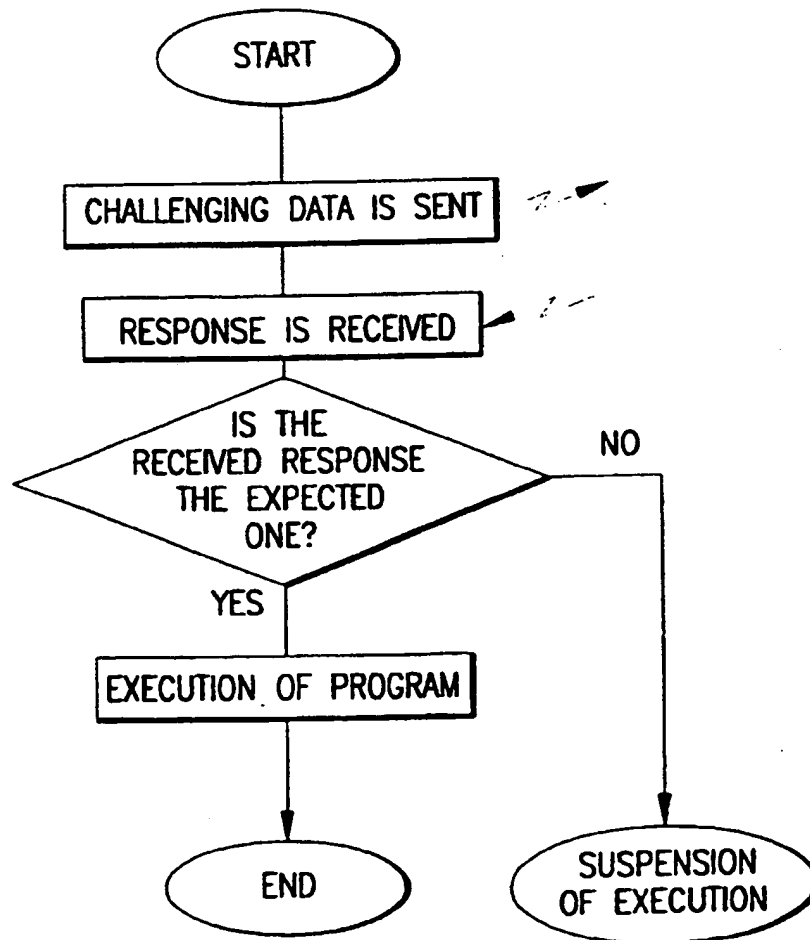 START
CHALLENGING DATA IS SENT
RESPONSE IS RECEIVED
IS THE
RECEIVED RESPONSE
THE EXPECTED
ONE?
NO
YES
EXECUTION OF PROGRAM
END
SUSPENSION
OF EXECUTION